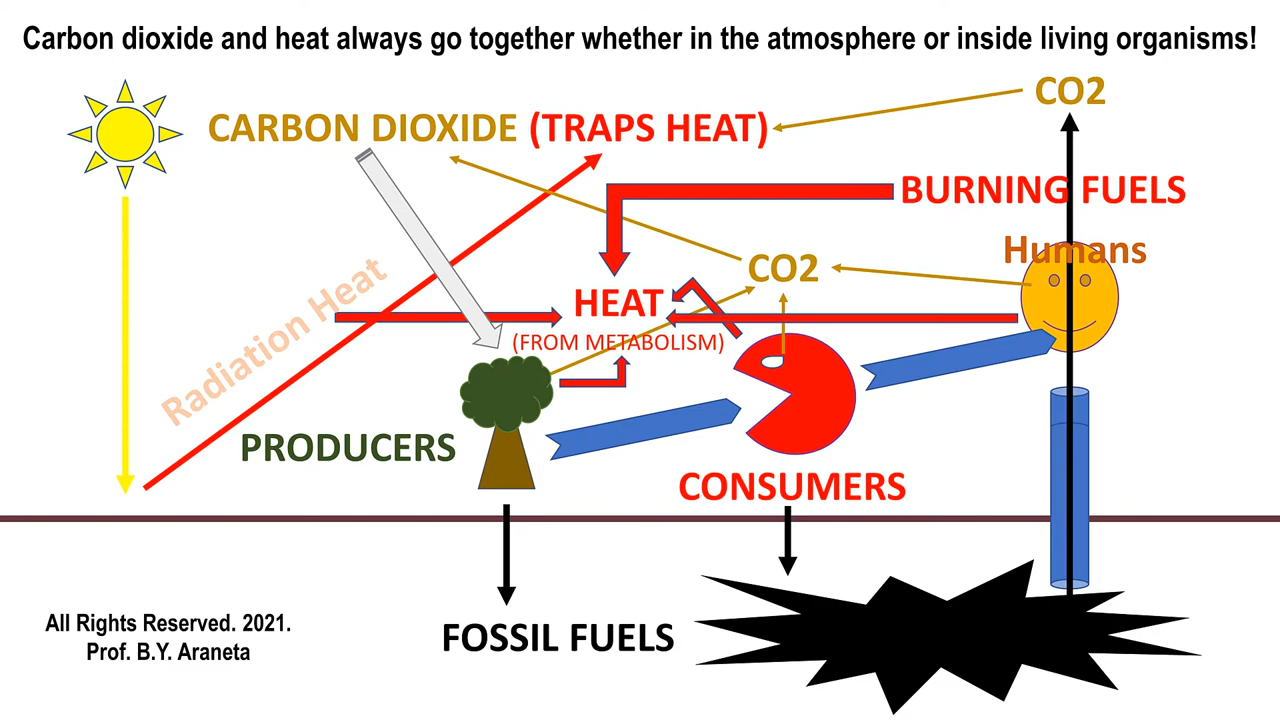 Carbon dioxide and heat always go together whether in the atmosphere or inside living organisms!
CO2
CARBON DIOXIDE (TRAPS HEAT)
BURNING FUELS
Humans
CO2
Radiation Heat
HEAT
(FROM METABOLISM)
PRODUCERS
CONSUMERS
All Rights Reserved. 2021.
Prof. B.Y. Araneta
FOSSIL FUELS